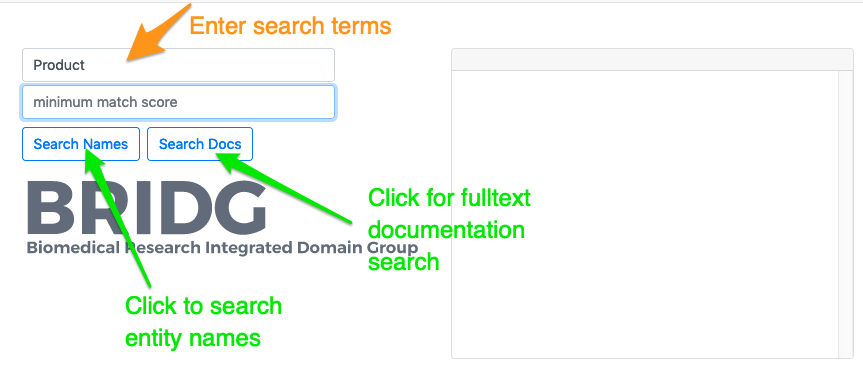 Enter search terms
Product
minimum match score
Search Names
Search Docs
BRIDG
Biomedical Research Integrated Domain Group
Click for fulltext
documentation
search
Click to search
entity names